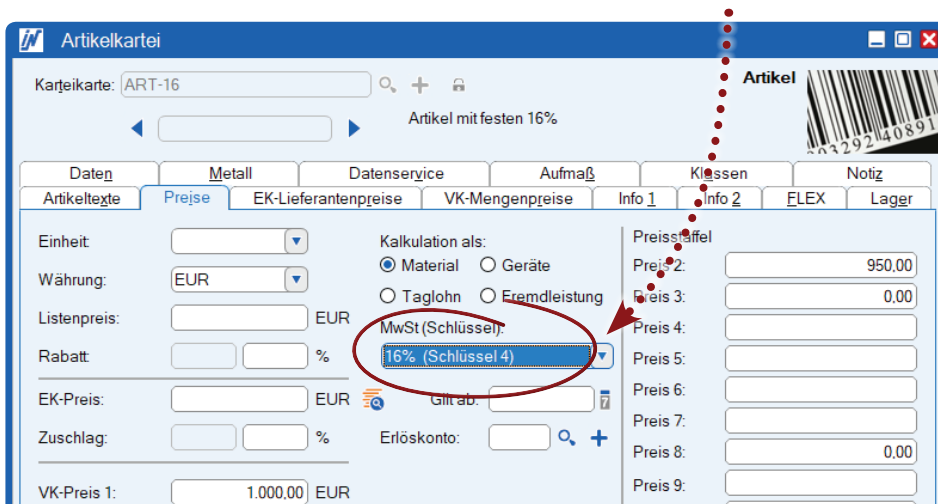 Artikelkartei
Karteikarte: ART-16
Artikel
Artikel mit festen 16%
03292 40891
Daten Metall Datenservice Aufmaß Klassen Notiz
Artikeltexte Preise EK-Lieferantenpreise VK-Mengenpreise Info 1 Info 2 FLEX Lager
Einheit: Kalkulation als: Preisstaffel
Material Geräte Preis 2: 950,00
Währung: EUR
Taglohn Fremdleistung Preis 3: 0,00
Listenpreis: EUR MwSt (Schlüssel): Preis 4:
Rabatt: % 16% (Schlüssel 4) Preis 5:
EK-Preis: EUR Gilt ab: 7 Preis 6:
Preis 7:
Zuschlag: % Erlöskonto: Preis 8: 0,00
VK-Preis 1: 1.000,00 EUR Preis 9: